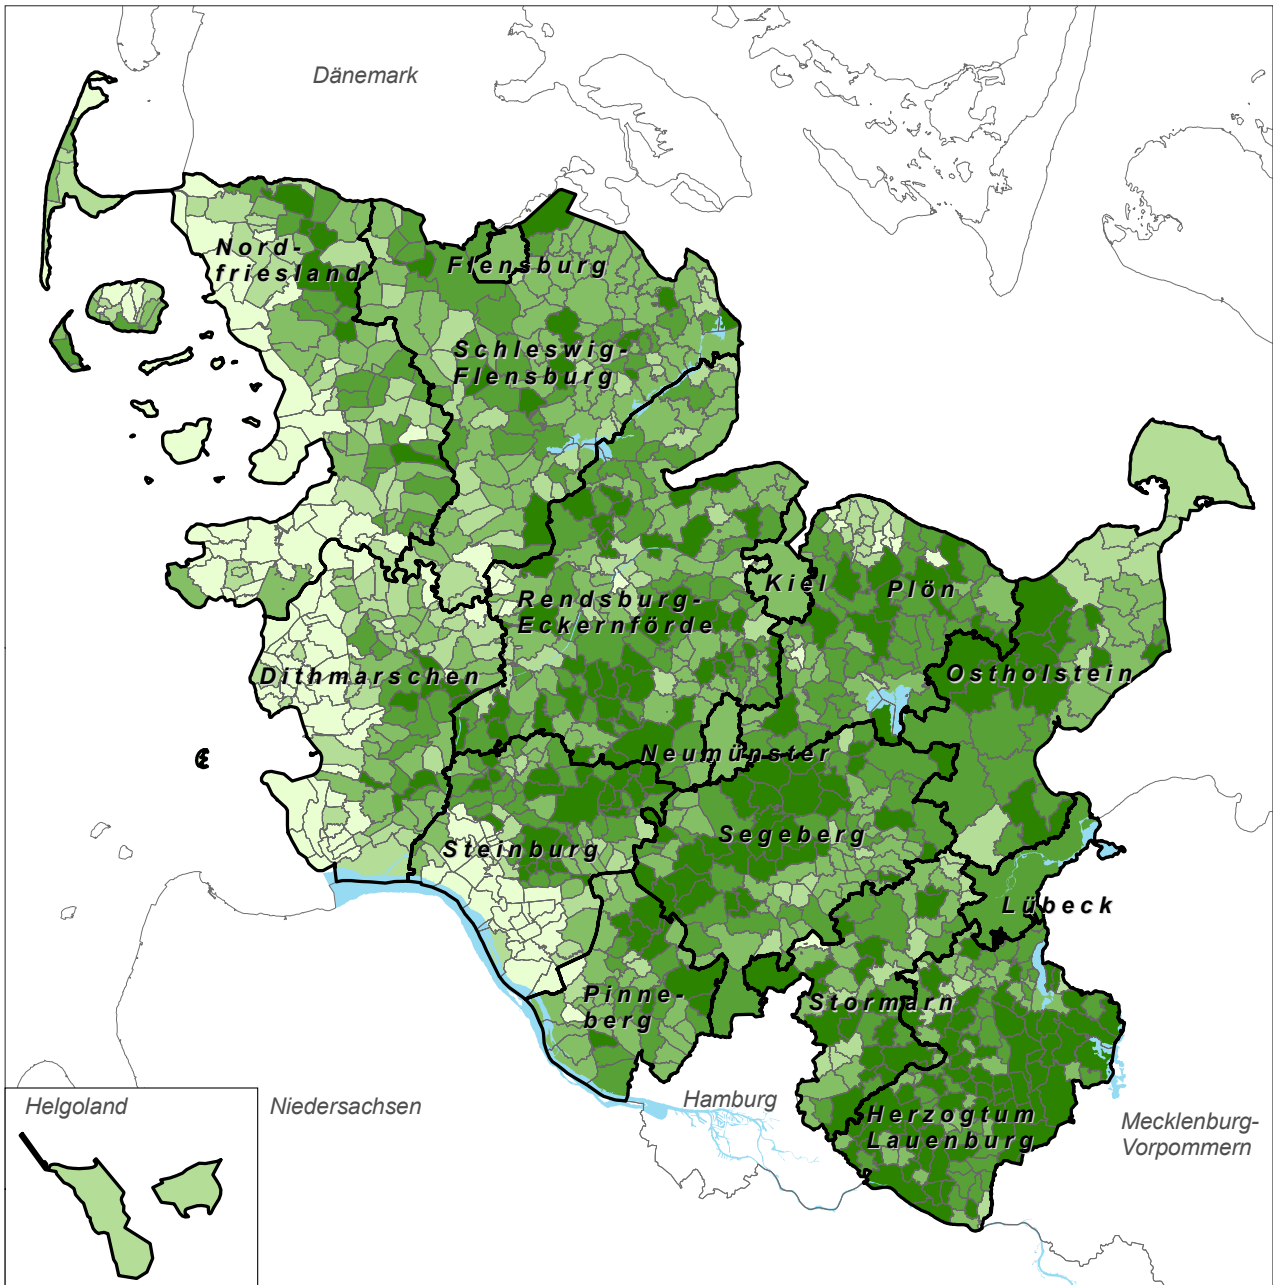 Dänemark
Nord-
friesland
Flensburg
Schleswig-
Flensburg
Kiel
Plön
Rendsburg-
Eckernförde
Ostholstein
Dithmarschen
Neumünster
Segeberg
Steinburg
Lübeck
Pinne-
berg
Stormarn
Helgoland
Niedersachsen
Hamburg
Herzogtum
Lauenburg
Mecklenburg-
Vorpommern